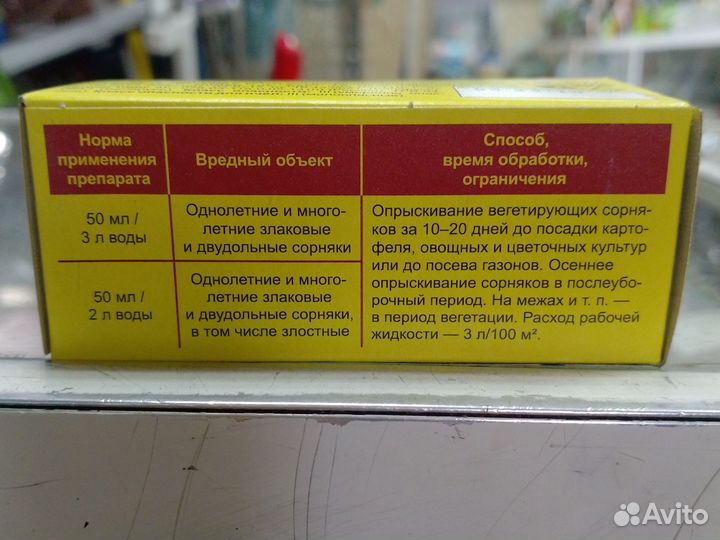 Норма
применения
препарата
Вредный объект
Способ,
время обработки,
ограничения
50 мл /
3 л воды
Однолетние и много-
летние злаковые
и двудольные сорняки
50 мл /
2 л воды
Однолетние и много-
летние злаковые
и двудольные сорняки,
в том числе злостные
Опрыскивание вегетирующих сорня-
ков за 10–20 дней до посадки карто-
феля, овощных и цветочных культур
или до посева газонов. Осеннее
опрыскивание сорняков в послеубо-
рочный период. На межах и т. п. —
в период вегетации. Расход рабочей
жидкости — 3 л/100 м².
Avito